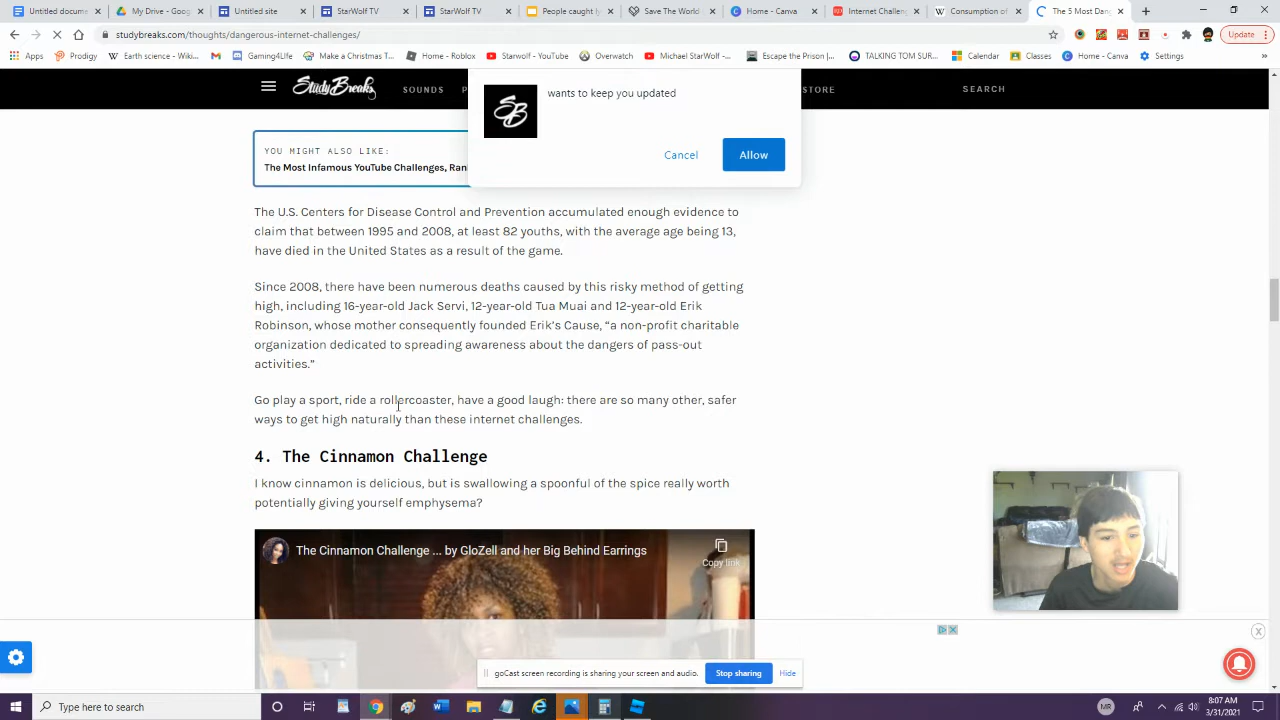 Untitled docum
My Drive - Goo
Untitled site
StarWolf TV
StarWolf TV
People caught ly
Save The World
Home - Canva
Internet Challen
Consumption of
The 5 Most Dan
studybreaks.com/thoughts/dangerous-internet-challenges/
Update
Apps
Prodigy
Earth science - Wiki...
Gaming4Life
Make a Christmas T...
Home - Roblox
StarWolf - YouTube
Overwatch
Michael StarWolf -...
Escape the Prison |...
TALKING TOM SUR...
Calendar
Classes
Home - Canva
Settings
»
StudyBreaks
SOUNDS
P
STORE
SEARCH
SB
wants to keep you updated
Cancel
Allow
YOU MIGHT ALSO LIKE:
The Most Infamous YouTube Challenges, Ran
The U.S. Centers for Disease Control and Prevention accumulated enough evidence to
claim that between 1995 and 2008, at least 82 youths, with the average age being 13,
have died in the United States as a result of the game.
Since 2008, there have been numerous deaths caused by this risky method of getting
high, including 16-year-old Jack Servi, 12-year-old Tua Muai and 12-year-old Erik
Robinson, whose mother consequently founded Erik's Cause, “a non-profit charitable
organization dedicated to spreading awareness about the dangers of pass-out
activities.”
Go play a sport, ride a rollercoaster, have a good laugh: there are so many other, safer
ways to get high naturally than these internet challenges.
4. The Cinnamon Challenge
I know cinnamon is delicious, but is swallowing a spoonful of the spice really worth
potentially giving yourself emphysema?
The Cinnamon Challenge ... by GloZell and her Big Behind Earrings
Copy link
goCast screen recording is sharing your screen and audio.
Stop sharing
Hide
Type here to search
MR
8:07 AM
3/31/2021